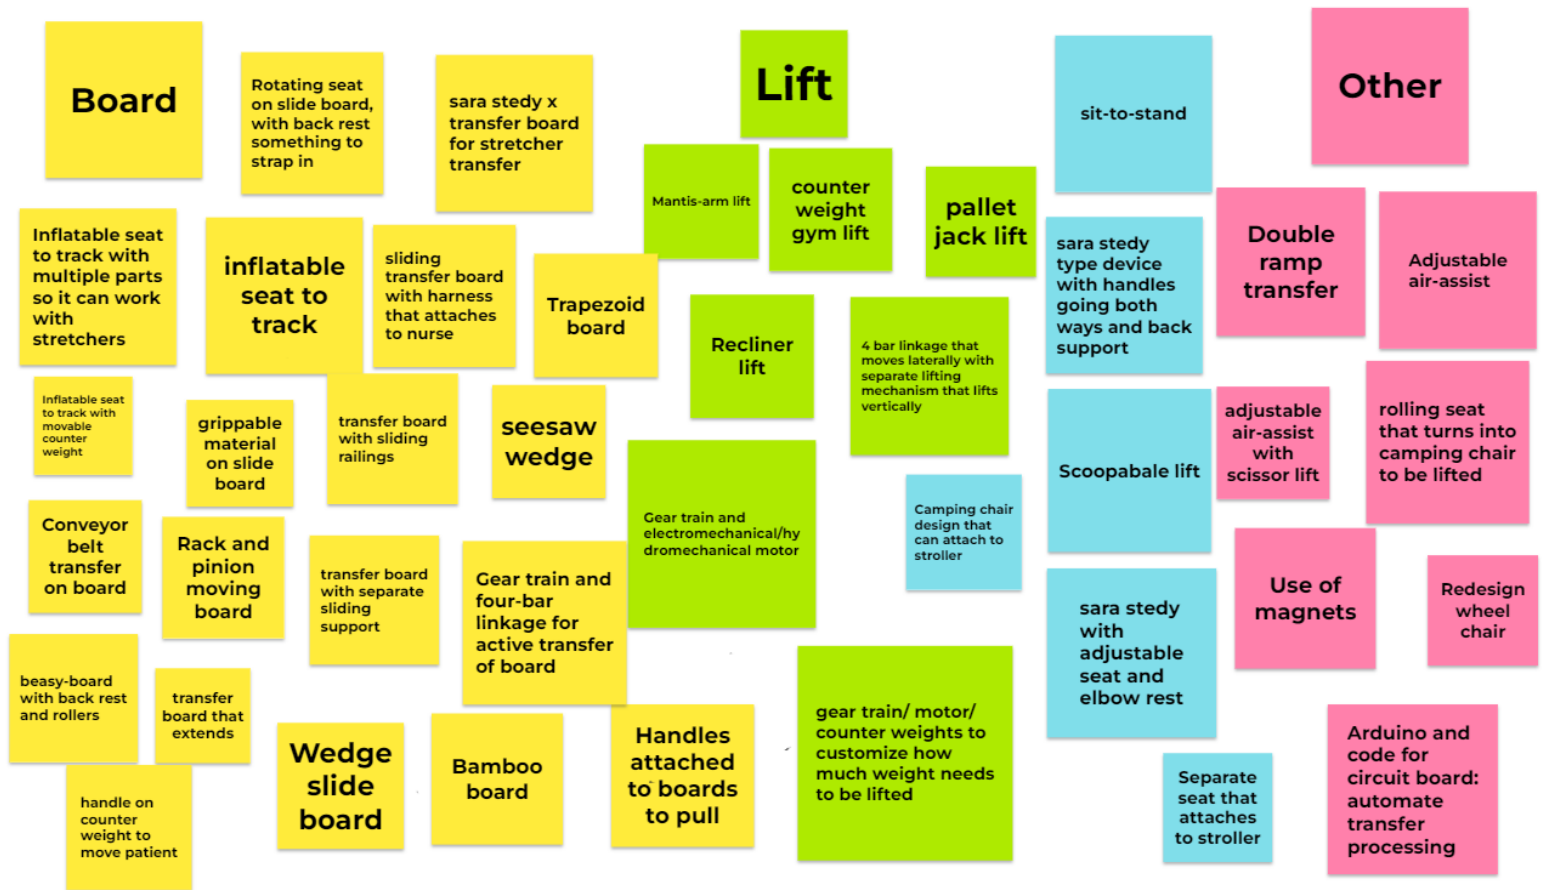 Board
Rotating seat
on slide board,
with back rest
something to
strap in
sara stedy x
transfer board
for stretcher
transfer
Inflatable seat
to track with
multiple parts
so it can work
with
stretchers
inflatable
seat to
track
sliding
transfer board
with harness
that attaches
to nurse
Trapezoid
board
Inflatable seat
to track with
movable
counter
weight
grippable
material
on slide
board
transfer board
with sliding
railings
seesaw
wedge
Conveyor
belt
transfer
on board
Rack and
pinion
moving
board
transfer board
with separate
sliding
support
Gear train and
four-bar
linkage for
active transfer
of board
beasy-board
with back rest
and rollers
transfer
board that
extends
handle on
counter
weight to
move patient
Wedge
slide
board
Bamboo
board
Handles
attached
to boards
to pull
Lift
Mantis-arm lift
counter
weight
gym lift
pallet
jack lift
Recliner
lift
4 bar linkage that
moves laterally with
separate lifting
mechanism that lifts
vertically
Gear train and
electromechanical/hy
dromechanical motor
gear train/ motor/
counter weights to
customize how
much weight needs
to be lifted
sit-to-stand
sara stedy
type device
with handles
going both
ways and back
support
Scoopabale lift
Camping chair
design that
can attach to
stroller
sara stedy
with
adjustable
seat and
elbow rest
Separate
seat that
attaches
to stroller
Other
Double
ramp
transfer
Adjustable
air-assist
adjustable
air-assist
with
scissor lift
rolling seat
that turns into
camping chair
to be lifted
Use of
magnets
Redesign
wheel
chair
Arduino and
code for
circuit board:
automate
transfer
processing